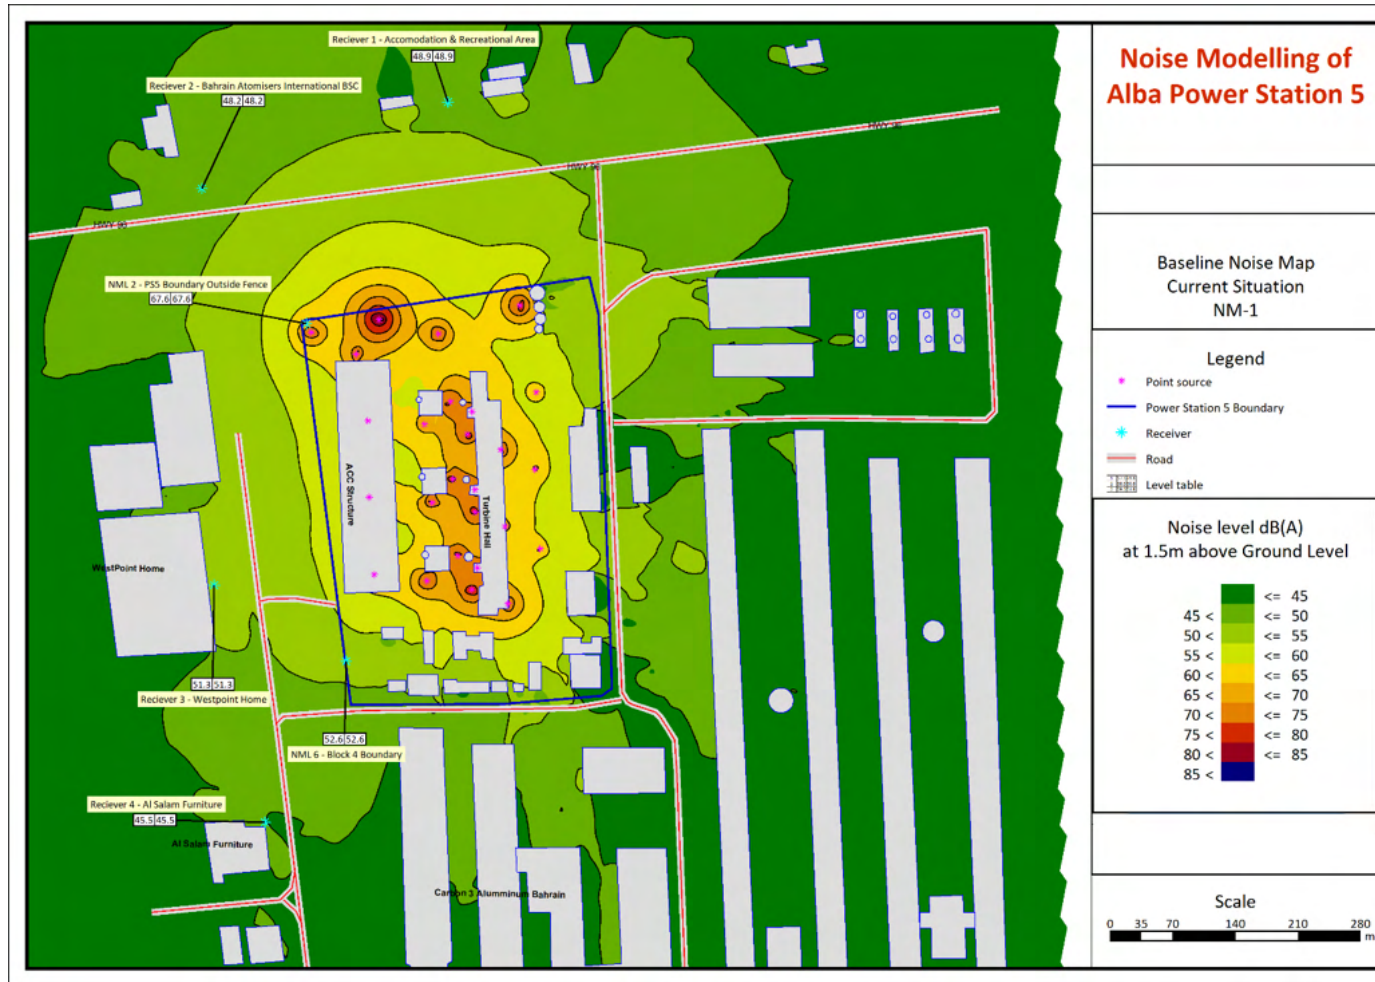 Reciever 1 - Accomodation & Recreational Area
48.9 48.9
Reciever 2 - Bahrain Atomisers International BSC
48.2 48.2
HWY 96
HWY 96
HWY 90
NML 2 - PS5 Boundary Outside Fence
67.6 67.6
ACC Structure
Turbine Hall
WestPoint Home
51.3 51.3
Reciever 3 - Westpoint Home
52.6 52.6
NML 6 - Block 4 Boundary
Reciever 4 - Al Salam Furniture
45.5 45.5
Al Salam Furniture
Carbon 3 Alumminum Bahrain
Noise Modelling of
Alba Power Station 5
Baseline Noise Map
Current Situation
NM-1
Legend
Point source
Power Station 5 Boundary
Receiver
Road
Level table
Noise level dB(A)
at 1.5m above Ground Level
<= 45
45 < <= 50
50 < <= 55
55 < <= 60
60 < <= 65
65 < <= 70
70 < <= 75
75 < <= 80
80 < <= 85
85 <
Scale
0 35 70 140 210 280
m